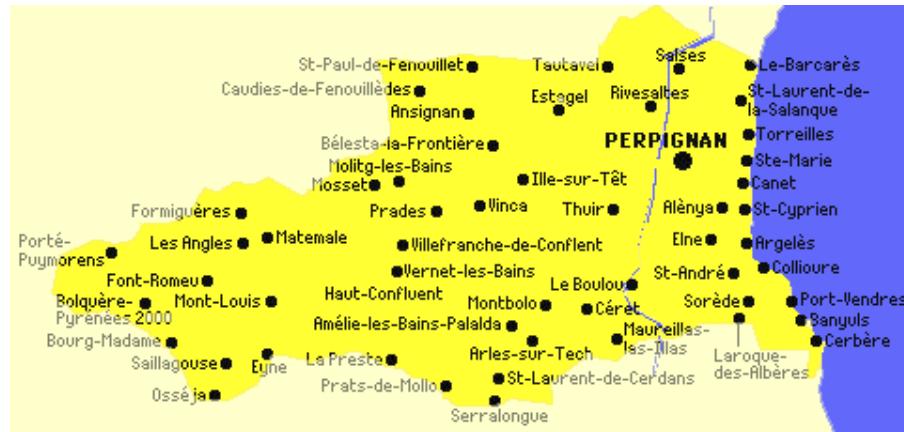 St-Paul-de-Fenouillet
Tautavel
Salses
Le-Barcarès
Caudies-de-Fenouillèdes
Ansignan
Estagel
Rivesaltes
St-Laurent-de-
la-Salanque
Torreilles
PERPIGNAN
Bélesta-la-Frontière
Ste-Marie
Molitg-les-Bains
Mosset
Ille-sur-Têt
Canet
Formiguères
Prades
Vinca
Thuir
Alènya
St-Cyprien
Porté-
Puymorens
Les Angles
Matemale
Villefranche-de-Conflent
Elne
Argelès
Font-Romeu
Vernet-les-Bains
St-André
Collioure
Le Boulou
Bolquère-
Pyrénées 2000
Mont-Louis
Haut-Confluent
Montbolo
Céret
Sorède
Port-Vendres
Amélie-les-Bains-Palalda
Banyuls
Bourg-Madame
Maureillas-
las-Illas
Cerbère
Saillagouse
Eyne
La Preste
Arles-sur-Tech
Laroque-
des-Albères
Prats-de-Mollo
St-Laurent-de-Cerdans
Osséja
Serralongue